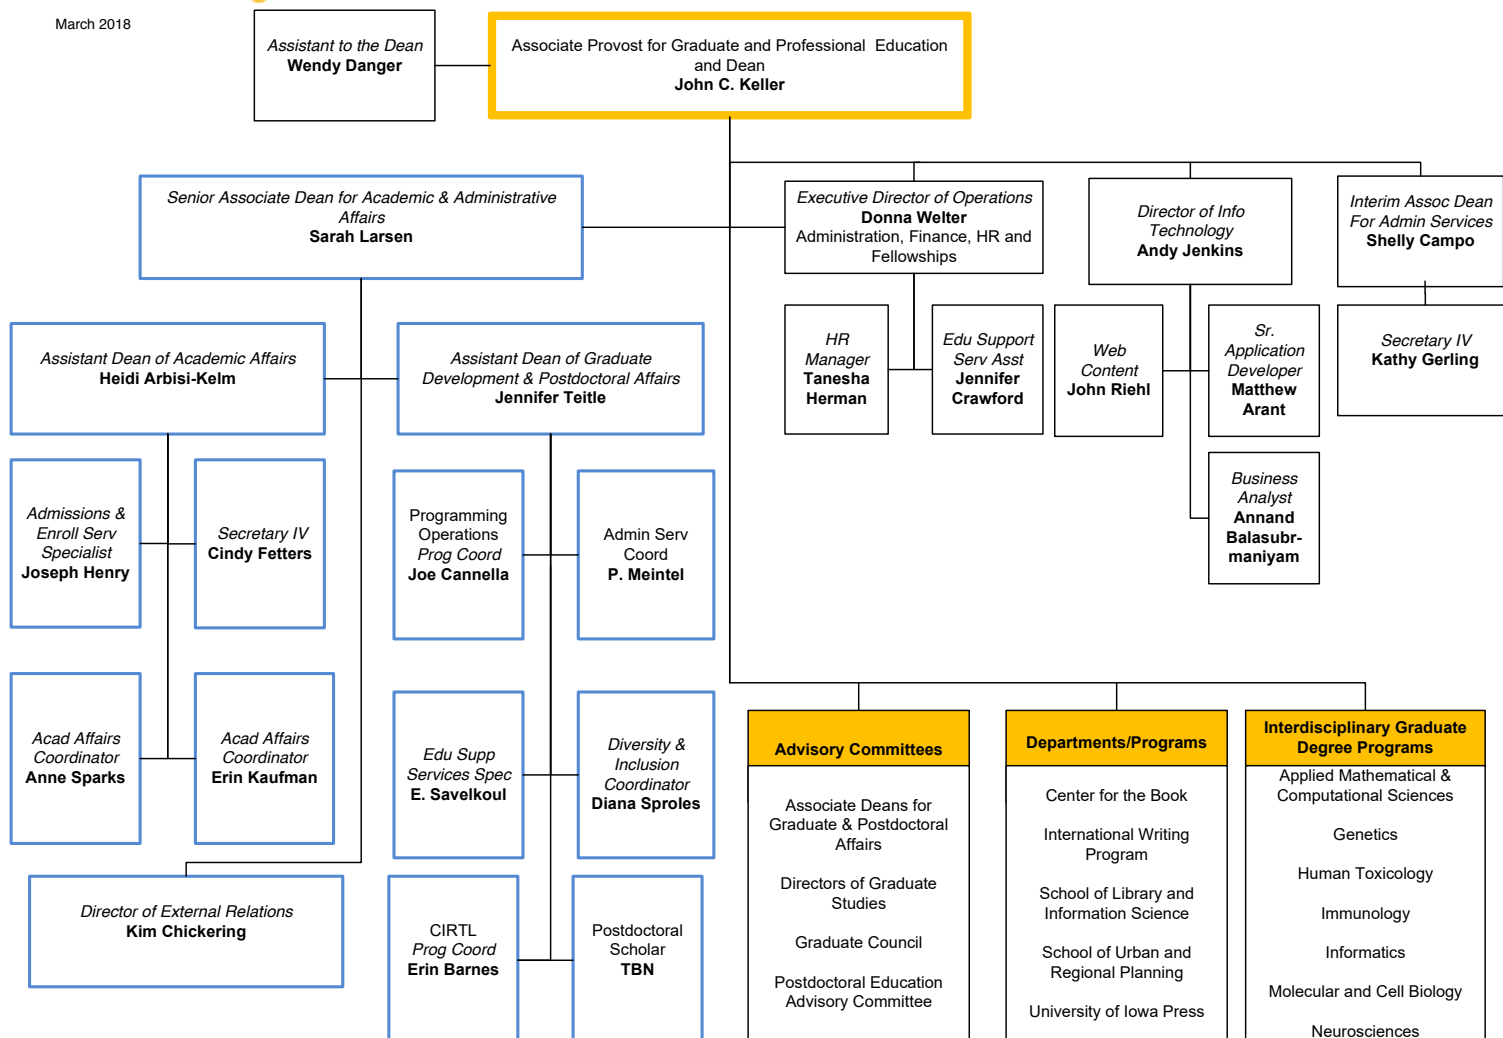 March 2018
Assistant to the Dean
Wendy Danger
Associate Provost for Graduate and Professional Education
and Dean
John C. Keller
Senior Associate Dean for Academic & Administrative
Affairs
Sarah Larsen
Executive Director of Operations
Donna Welter
Administration, Finance, HR and
Fellowships
Director of Info
Technology
Andy Jenkins
Interim Assoc Dean
For Admin Services
Shelly Campo
Assistant Dean of Academic Affairs
Heidi Arbisi-Kelm
Assistant Dean of Graduate
Development & Postdoctoral Affairs
Jennifer Teitle
HR
Manager
Tanesha
Herman
Edu Support
Serv Asst
Jennifer
Crawford
Web
Content
John Riehl
Sr.
Application
Developer
Matthew
Arant
Secretary IV
Kathy Gerling
Admissions &
Enroll Serv
Specialist
Joseph Henry
Secretary IV
Cindy Fetters
Programming
Operations
Prog Coord
Joe Cannella
Admin Serv
Coord
P. Meintel
Business
Analyst
Annand
Balasubr-
maniyam
Acad Affairs
Coordinator
Anne Sparks
Acad Affairs
Coordinator
Erin Kaufman
Edu Supp
Services Spec
E. Savelkoul
Diversity &
Inclusion
Coordinator
Diana Sproles
Director of External Relations
Kim Chickering
CIRTL
Prog Coord
Erin Barnes
Postdoctoral
Scholar
TBN
Advisory Committees
Associate Deans for
Graduate & Postdoctoral
Affairs
Directors of Graduate
Studies
Graduate Council
Postdoctoral Education
Advisory Committee
Departments/Programs
Center for the Book
International Writing
Program
School of Library and
Information Science
School of Urban and
Regional Planning
University of Iowa Press
Interdisciplinary Graduate
Degree Programs
Applied Mathematical &
Computational Sciences
Genetics
Human Toxicology
Immunology
Informatics
Molecular and Cell Biology
Neurosciences